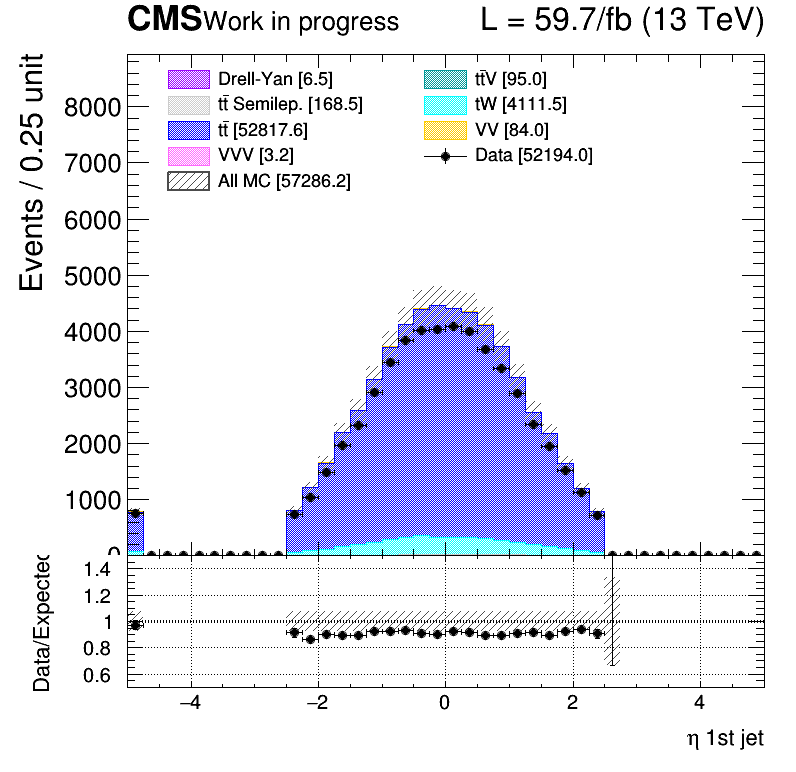 CMS Work in progress L = 59.7/fb (13 TeV)
Events / 0.25 unit
Drell-Yan [6.5]
tt̄ Semilep. [168.5]
tt̄ [52817.6]
VVV [3.2]
All MC [57286.2]
tt̄V [95.0]
tW [4111.5]
VV [84.0]
Data [52194.0]
8000
7000
6000
5000
4000
3000
2000
1000
0
Data/Expected
1.4
1.2
1
0.8
0.6
−4 −2 0 2 4
η 1st jet